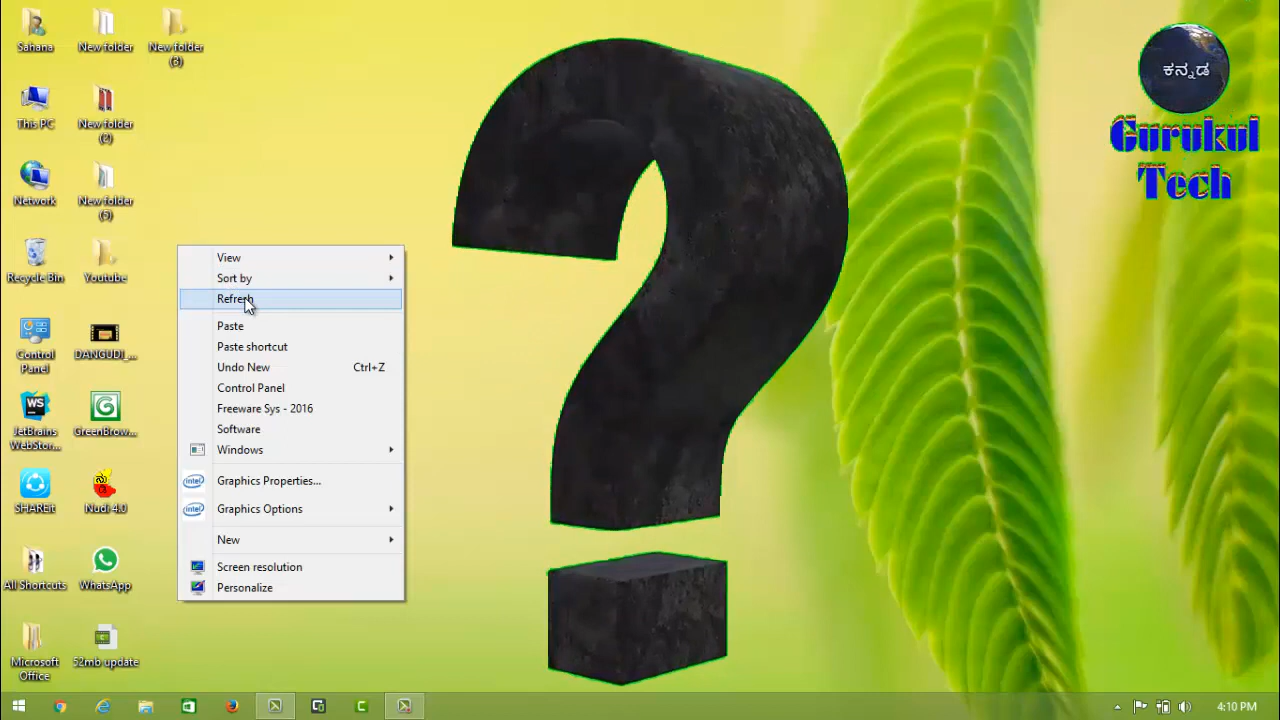 Sahana
New folder
New folder
(3)
ಕನ್ನಡ
Gurukul
Tech
This PC
New folder
(2)
Network
New folder
(5)
Recycle Bin
Youtube
Control
Panel
DANGUDI_...
JetBrains
WebStor...
GreenBrow...
SHAREit
Nudi 4.0
All Shortcuts
WhatsApp
Microsoft
Office
52mb update
View
Sort by
Refresh
Paste
Paste shortcut
Undo New Ctrl+Z
Control Panel
Freeware Sys - 2016
Software
Windows
intel Graphics Properties...
intel Graphics Options
New
Screen resolution
Personalize
4:10 PM